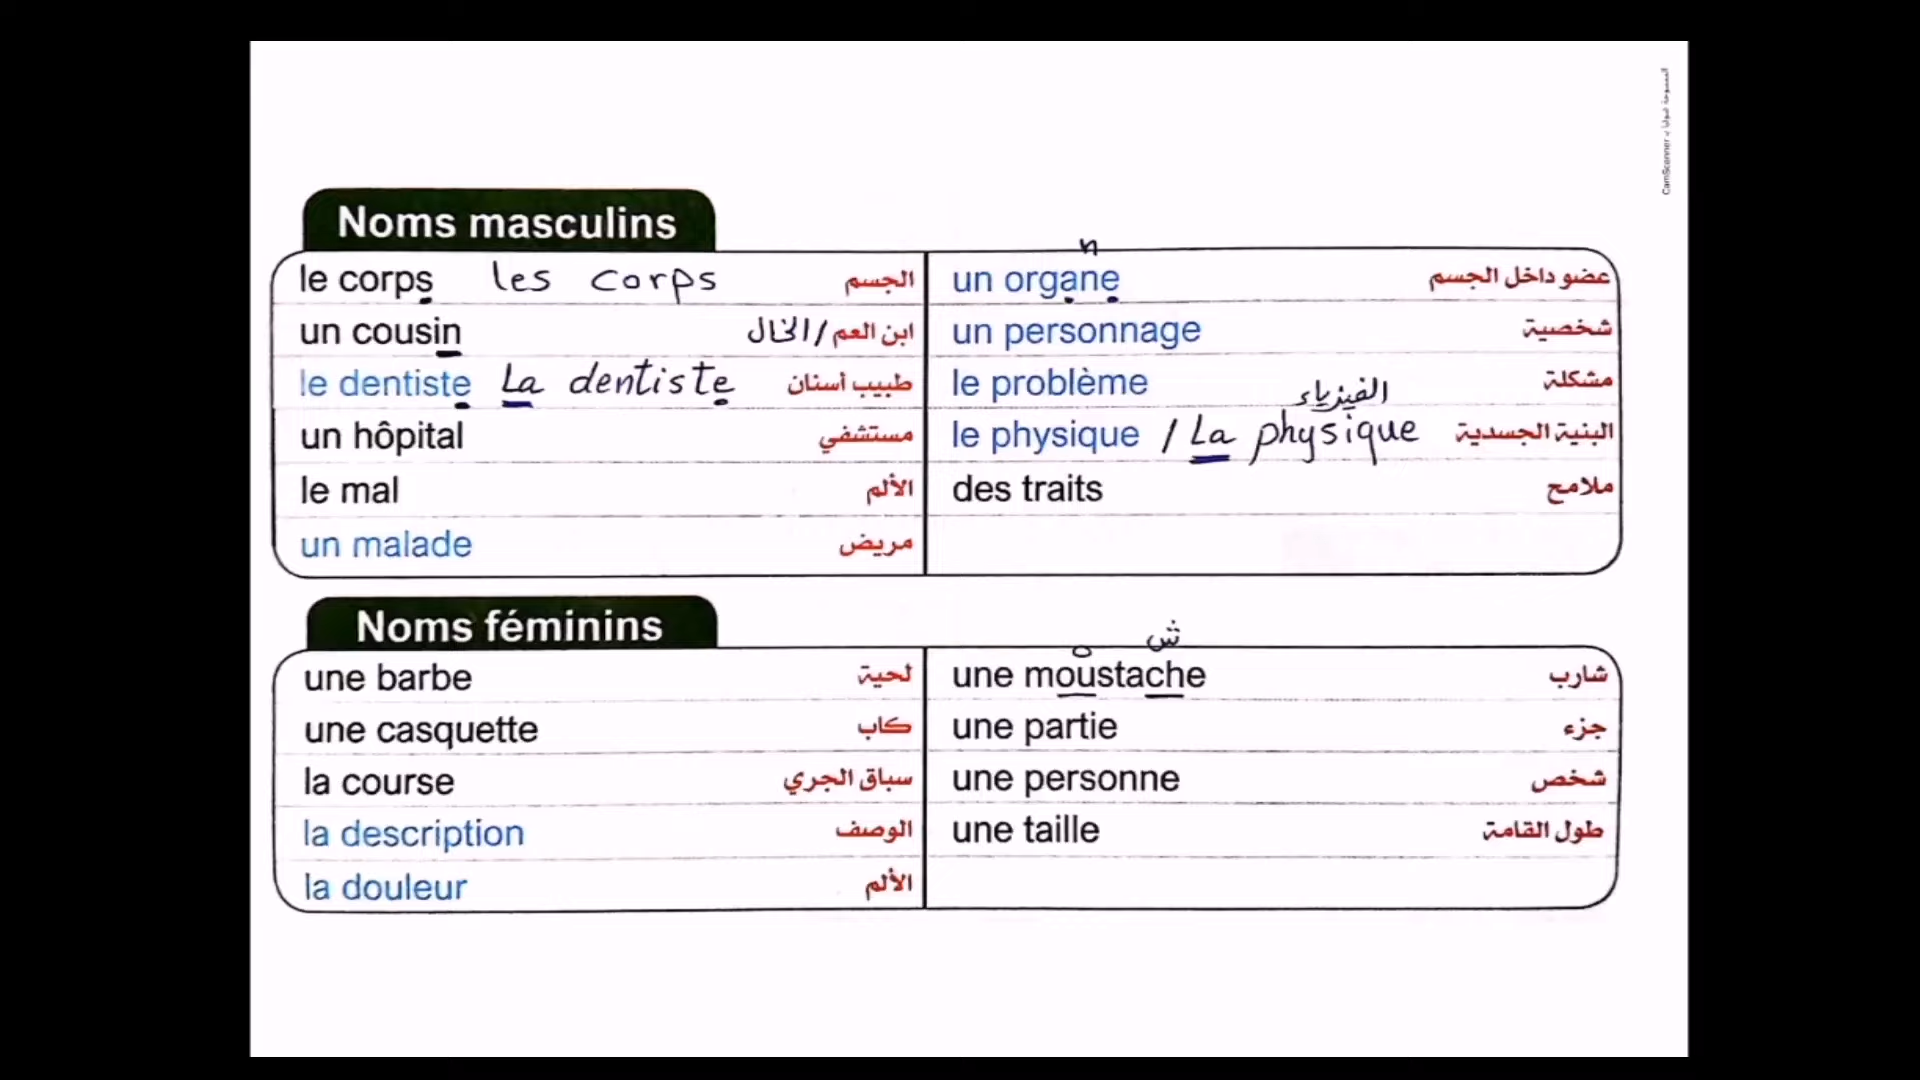 الممسوحة ضوئيا بـ CamScanner
Noms masculins
le corps les corps الجسم
un cousin ابن العم / الخال
le dentiste La dentiste طبيب أسنان
un hôpital مستشفي
le mal الألم
un malade مريض
n
un organe عضو داخل الجسم
un personnage شخصية
le problème مشكلة
الفيزياء
le physique / La physique البنية الجسدية
des traits ملامح
Noms féminins
une barbe لحية
une casquette كاب
la course سباق الجري
la description الوصف
la douleur الألم
ش
une moustache شارب
une partie جزء
une personne شخص
une taille طول القامة